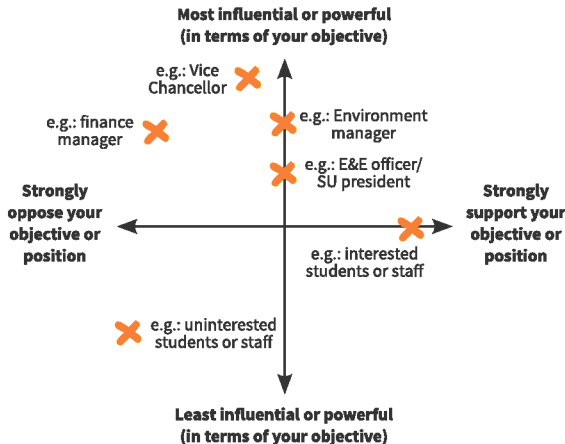 Most influential or powerful
(in terms of your objective)
e.g.: Vice
Chancellor
e.g.: finance
manager
e.g.: Environment
manager
e.g.: E&E officer/
SU president
Strongly
oppose your
objective or
position
Strongly
support your
objective or
position
e.g.: interested
students or staff
e.g.: uninterested
students or staff
Least influential or powerful
(in terms of your objective)